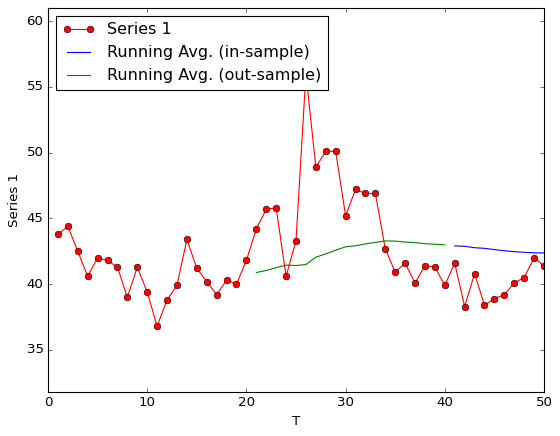 Series 1
Running Avg. (in-sample)
Running Avg. (out-sample)
60
55
50
45
40
35
Series 1
0 10 20 30 40 50
T